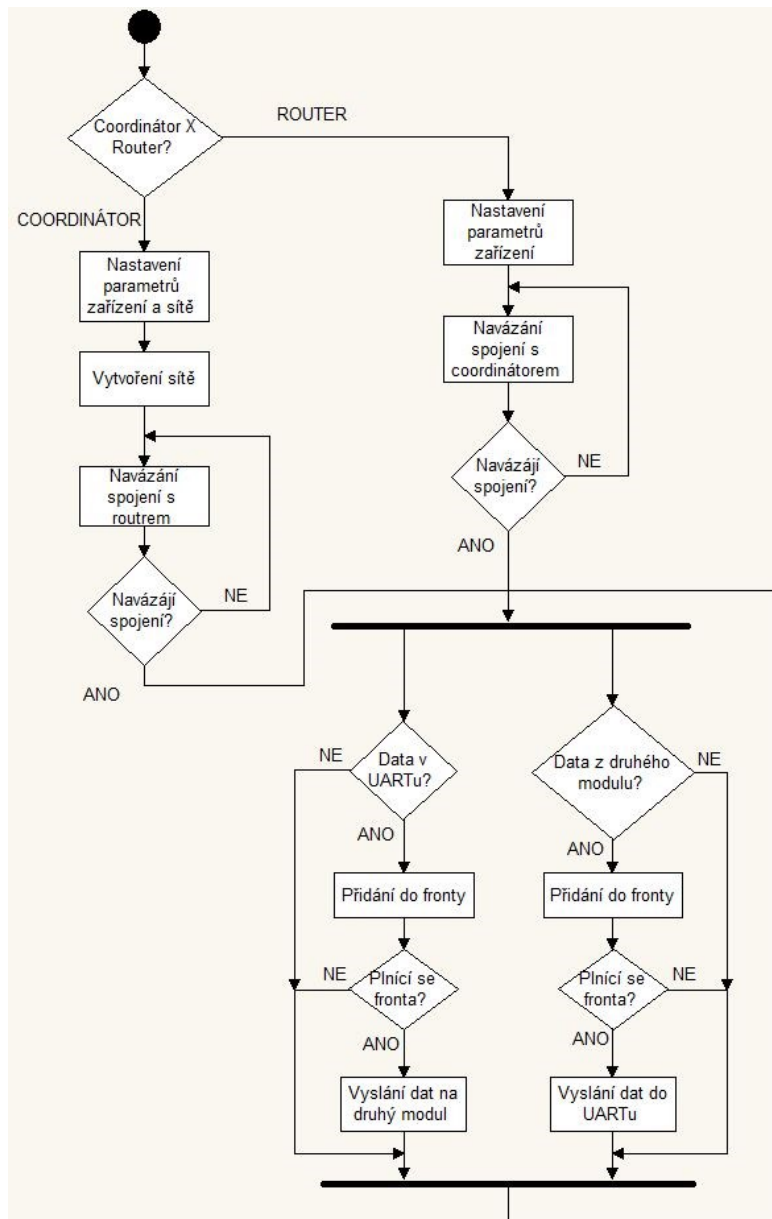 Coordinátor X
Router?
ROUTER
COORDINÁTOR
Nastavení
parametrů
zařízení a sítě
Vytvoření sítě
Navázání
spojení s
routrem
Navázájí
spojení?
NE
ANO
Nastavení
parametrů
zařízení
Navázání
spojení s
coordinátorem
Navázájí
spojení?
NE
ANO
Data v
UARTu?
NE
ANO
Přidání do fronty
Plnící se
fronta?
NE
ANO
Vyslání dat na
druhý modul
Data z druhého
modulu?
NE
ANO
Přidání do fronty
Plnící se
fronta?
NE
ANO
Vyslání dat do
UARTu